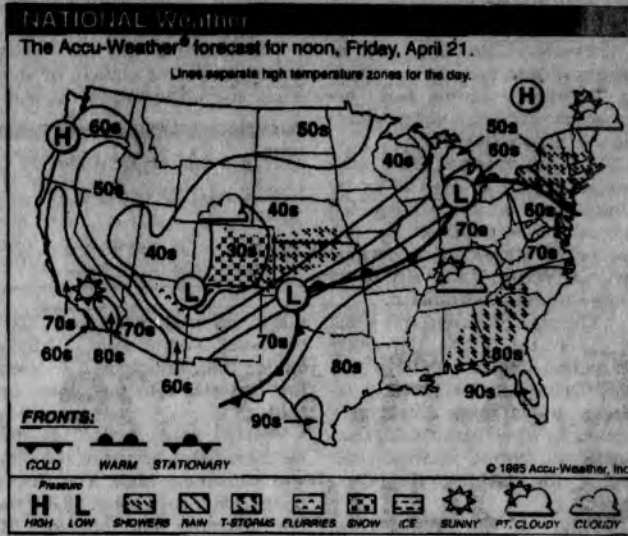 NATIONAL Weather
The Accu-Weather® forecast for noon, Friday, April 21.
Lines separate high temperature zones for the day.
H
H
60s
50s
50s
60s
40s
50s
40s
40s
30s
L
L
L
70s
60s
70s
70s
60s
80s
70s
60s
70s
80s
80s
90s
90s
FRONTS:
COLD WARM STATIONARY
© 1995 Accu-Weather, Inc.
Pressure
H L
HIGH LOW SHOWERS RAIN T-STORMS FLURRIES SNOW ICE SUNNY PT. CLOUDY CLOUDY